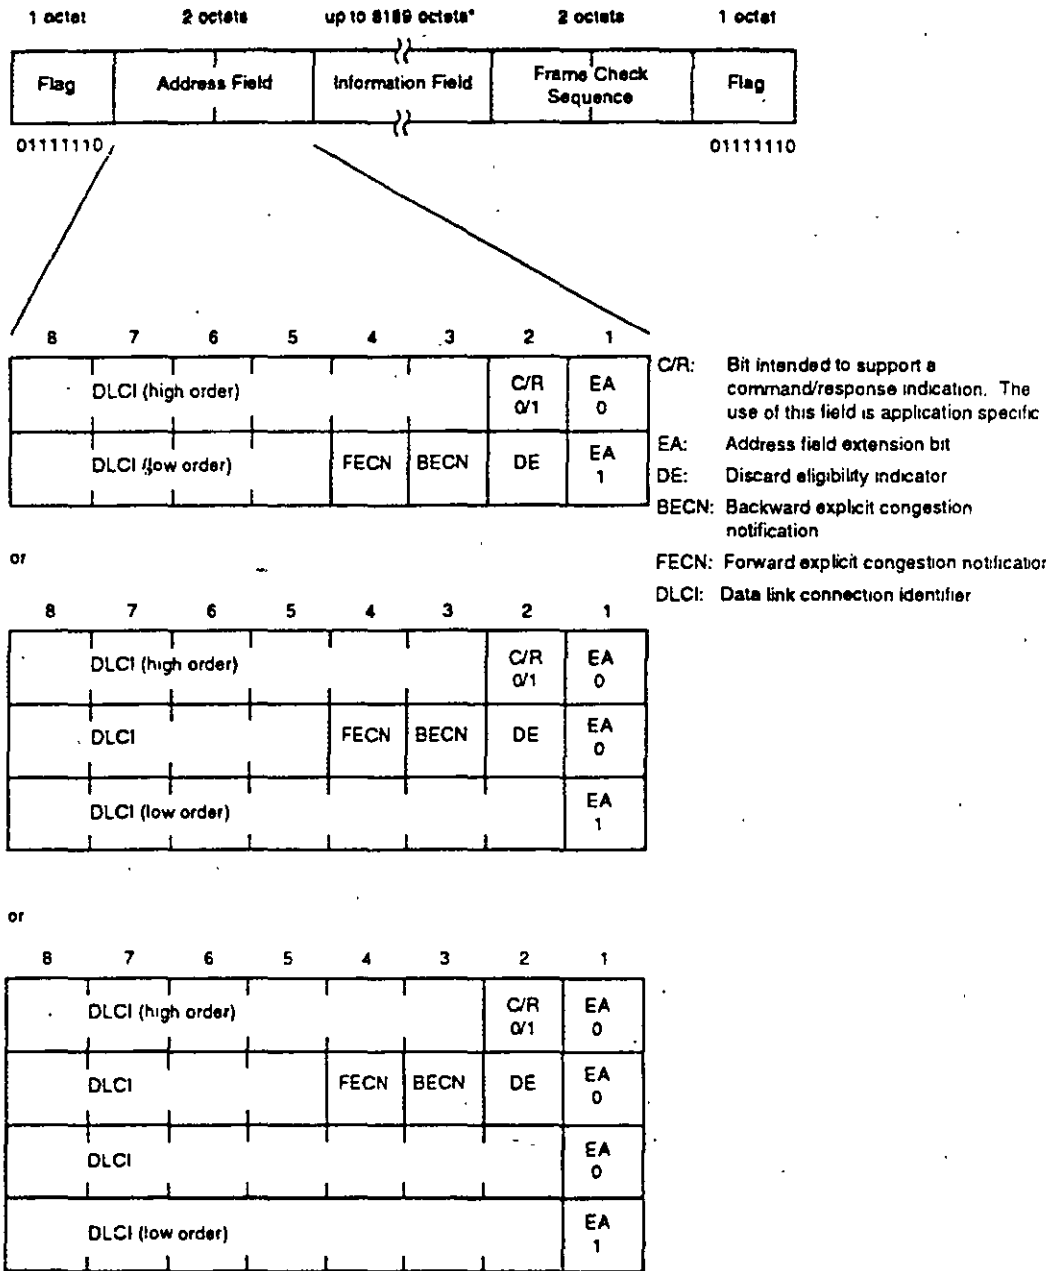 1 octet 2 octets up to 8189 octets* 2 octets 1 octet
Flag Address Field Information Field Frame Check Sequence Flag
01111110 01111110
8 7 6 5 4 3 2 1
DLCI (high order) C/R 0/1 EA 0
DLCI (low order) FECN BECN DE EA 1
C/R: Bit intended to support a
command/response indication. The
use of this field is application specific
EA: Address field extension bit
DE: Discard eligibility indicator
BECN: Backward explicit congestion
notification
FECN: Forward explicit congestion notification
DLCI: Data link connection identifier
or
8 7 6 5 4 3 2 1
DLCI (high order) C/R 0/1 EA 0
DLCI FECN BECN DE EA 0
DLCI (low order) EA 1
or
8 7 6 5 4 3 2 1
DLCI (high order) C/R 0/1 EA 0
DLCI FECN BECN DE EA 0
DLCI EA 0
DLCI (low order) EA 1